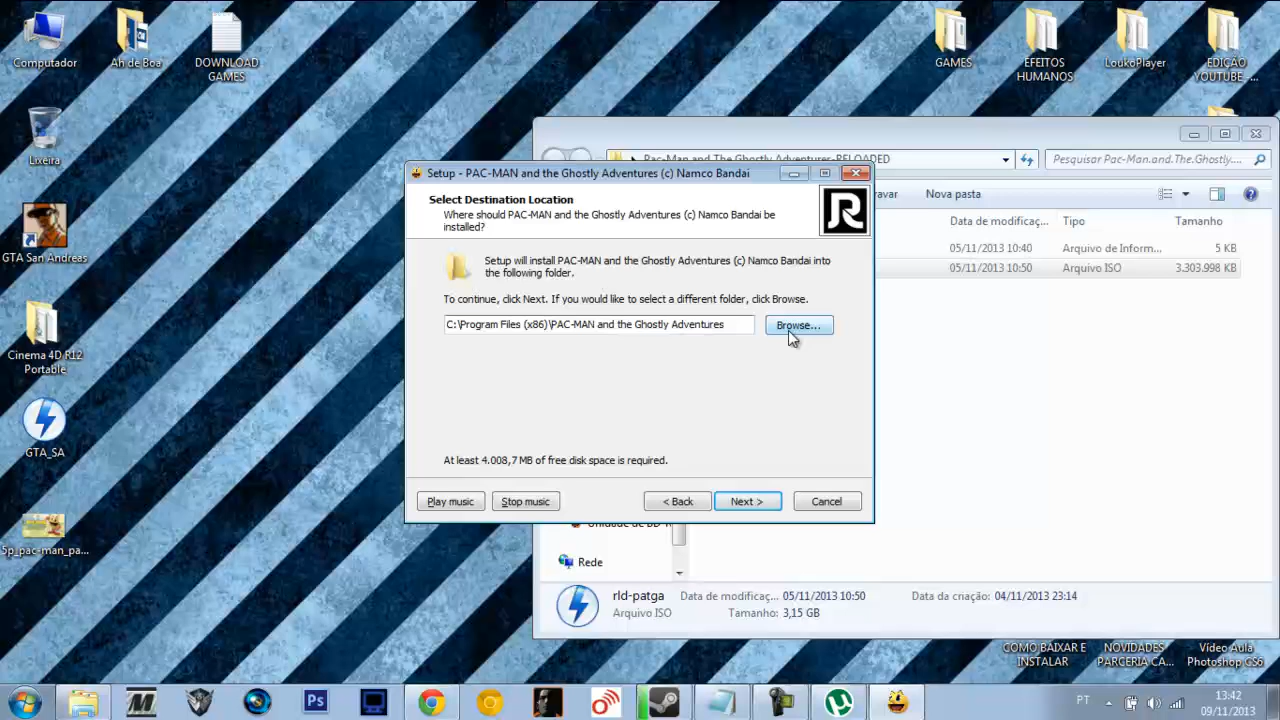 Computador
Ah de Boa
DOWNLOAD
GAMES
GAMES
EFEITOS
HUMANOS
LoukoPlayer
EDIÇÃO
YOUTUBE_-...
Lixeira
GTA San Andreas
Cinema 4D R12
Portable
GTA_SA
5p_pac-man_pa...
Pac-Man and The Ghostly Adventures-RELOADED
Pesquisar Pac-Man.and.The.Ghostly....
avar
Nova pasta
Data de modificaç...
Tipo
Tamanho
05/11/2013 10:40
Arquivo de Inform...
5 KB
05/11/2013 10:50
Arquivo ISO
3.303.998 KB
Setup - PAC-MAN and the Ghostly Adventures (c) Namco Bandai
Select Destination Location
Where should PAC-MAN and the Ghostly Adventures (c) Namco Bandai be
installed?
R
Setup will install PAC-MAN and the Ghostly Adventures (c) Namco Bandai into
the following folder.
To continue, click Next. If you would like to select a different folder, click Browse.
C:\Program Files (x86)\PAC-MAN and the Ghostly Adventures
Browse...
At least 4.008,7 MB of free disk space is required.
Play music
Stop music
< Back
Next >
Cancel
Unidade de BD-R
Rede
rld-patga
Data de modificaç...
05/11/2013 10:50
Data da criação: 04/11/2013 23:14
Arquivo ISO
Tamanho: 3,15 GB
COMO BAIXAR E
INSTALAR
NOVIDADES
PARCERIA CA...
Vídeo Aula
Photoshop CS6
Ps
PT
13:42
09/11/2013